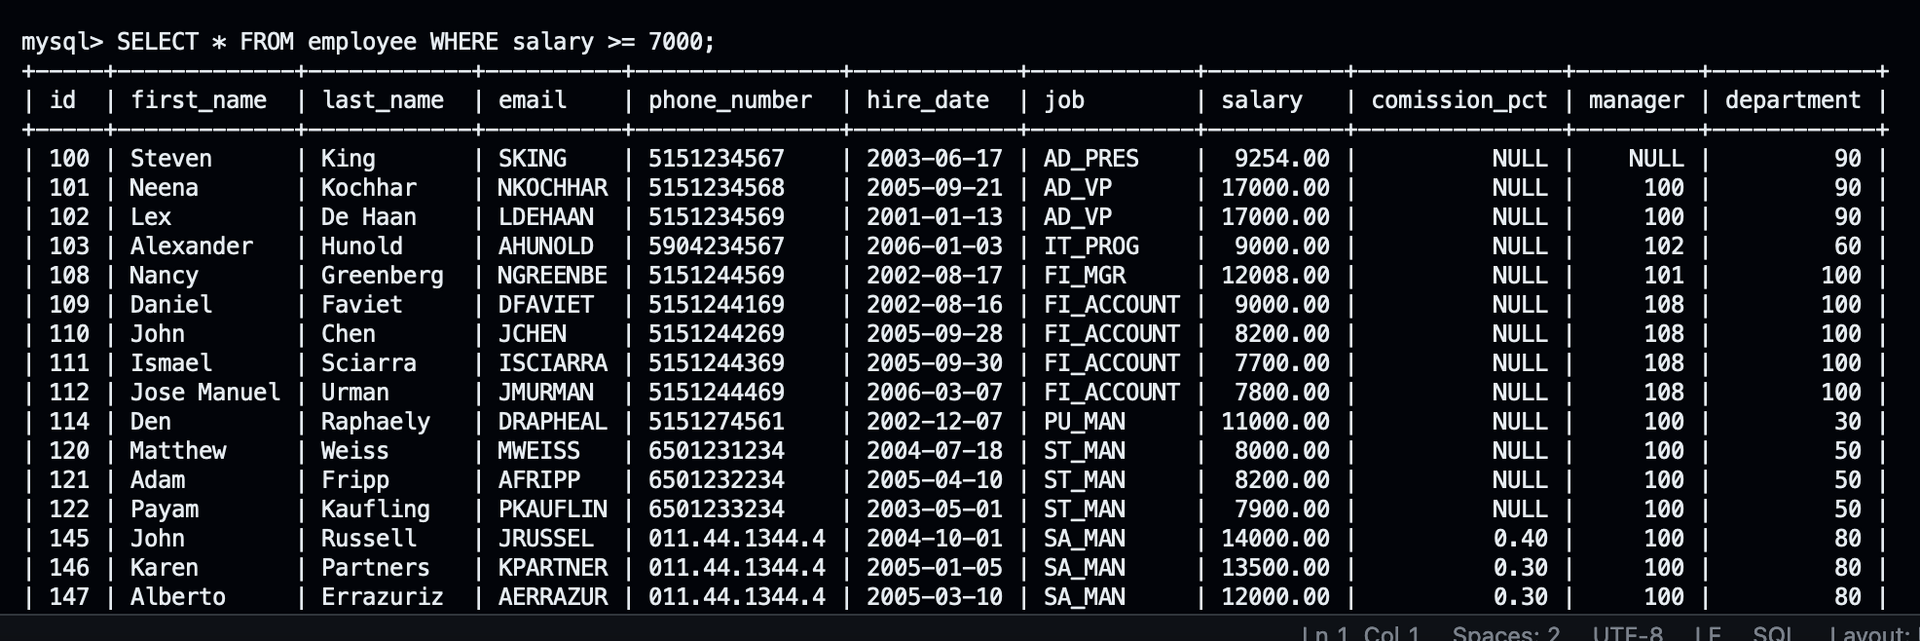 mysql> SELECT * FROM employee WHERE salary >= 7000;
+-----+-------------+------------+----------+---------------+------------+------------+----------+---------------+---------+------------+
| id  | first_name  | last_name  | email    | phone_number  | hire_date  | job        | salary   | comission_pct | manager | department |
+-----+-------------+------------+----------+---------------+------------+------------+----------+---------------+---------+------------+
| 100 | Steven      | King       | SKING    | 5151234567    | 2003-06-17 | AD_PRES    |  9254.00 |          NULL |    NULL |         90 |
| 101 | Neena       | Kochhar    | NKOCHHAR | 5151234568    | 2005-09-21 | AD_VP      | 17000.00 |          NULL |     100 |         90 |
| 102 | Lex         | De Haan    | LDEHAAN  | 5151234569    | 2001-01-13 | AD_VP      | 17000.00 |          NULL |     100 |         90 |
| 103 | Alexander   | Hunold     | AHUNOLD  | 5904234567    | 2006-01-03 | IT_PROG    |  9000.00 |          NULL |     102 |         60 |
| 108 | Nancy       | Greenberg  | NGREENBE | 5151244569    | 2002-08-17 | FI_MGR     | 12008.00 |          NULL |     101 |        100 |
| 109 | Daniel      | Faviet     | DFAVIET  | 5151244169    | 2002-08-16 | FI_ACCOUNT |  9000.00 |          NULL |     108 |        100 |
| 110 | John        | Chen       | JCHEN    | 5151244269    | 2005-09-28 | FI_ACCOUNT |  8200.00 |          NULL |     108 |        100 |
| 111 | Ismael      | Sciarra    | ISCIARRA | 5151244369    | 2005-09-30 | FI_ACCOUNT |  7700.00 |          NULL |     108 |        100 |
| 112 | Jose Manuel | Urman      | JMURMAN  | 5151244469    | 2006-03-07 | FI_ACCOUNT |  7800.00 |          NULL |     108 |        100 |
| 114 | Den         | Raphaely   | DRAPHEAL | 5151274561    | 2002-12-07 | PU_MAN     | 11000.00 |          NULL |     100 |         30 |
| 120 | Matthew     | Weiss      | MWEISS   | 6501231234    | 2004-07-18 | ST_MAN     |  8000.00 |          NULL |     100 |         50 |
| 121 | Adam        | Fripp      | AFRIPP   | 6501232234    | 2005-04-10 | ST_MAN     |  8200.00 |          NULL |     100 |         50 |
| 122 | Payam       | Kaufling   | PKAUFLIN | 6501233234    | 2003-05-01 | ST_MAN     |  7900.00 |          NULL |     100 |         50 |
| 145 | John        | Russell    | JRUSSEL  | 011.44.1344.4 | 2004-10-01 | SA_MAN     | 14000.00 |          0.40 |     100 |         80 |
| 146 | Karen       | Partners   | KPARTNER | 011.44.1344.4 | 2005-01-05 | SA_MAN     | 13500.00 |          0.30 |     100 |         80 |
| 147 | Alberto     | Errazuriz  | AERRAZUR | 011.44.1344.4 | 2005-03-10 | SA_MAN     | 12000.00 |          0.30 |     100 |         80 |
Ln 1, Col 1 Spaces: 2 UTF-8 LF SQL Layout: